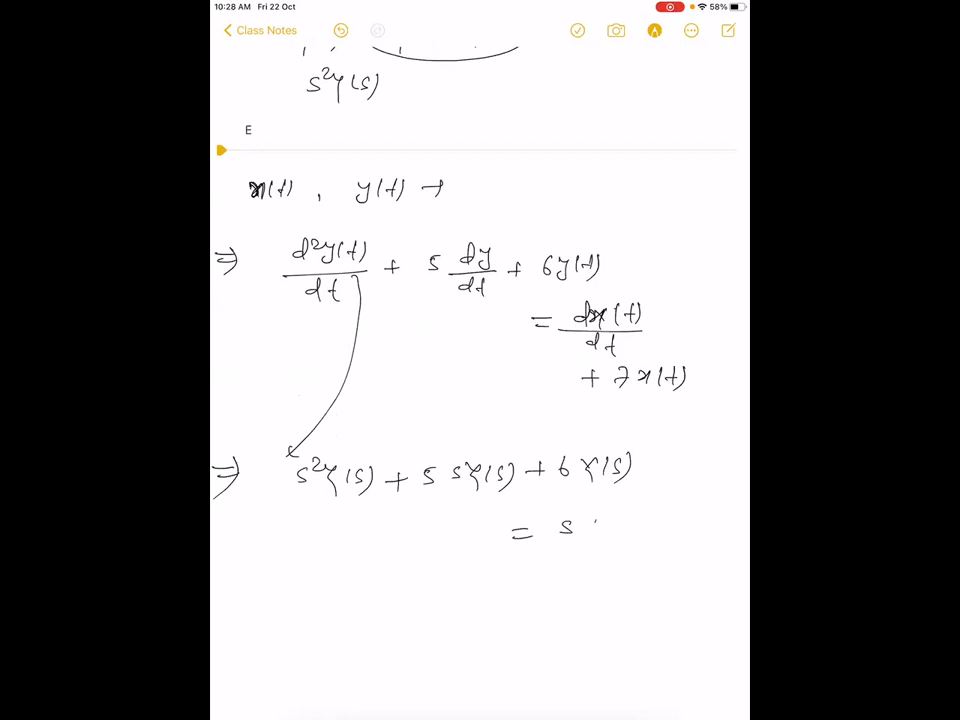 10:28 AM Fri 22 Oct 58%
Class Notes
s²Y(s)
E
x(t) , y(t) →
⇒ d²y(t)/dt + 5 dy/dt + 6y(t)
= dx(t)/dt
+ 7x(t)
⇒ s²Y(s) + 5 sY(s) + 6 Y(s)
= s